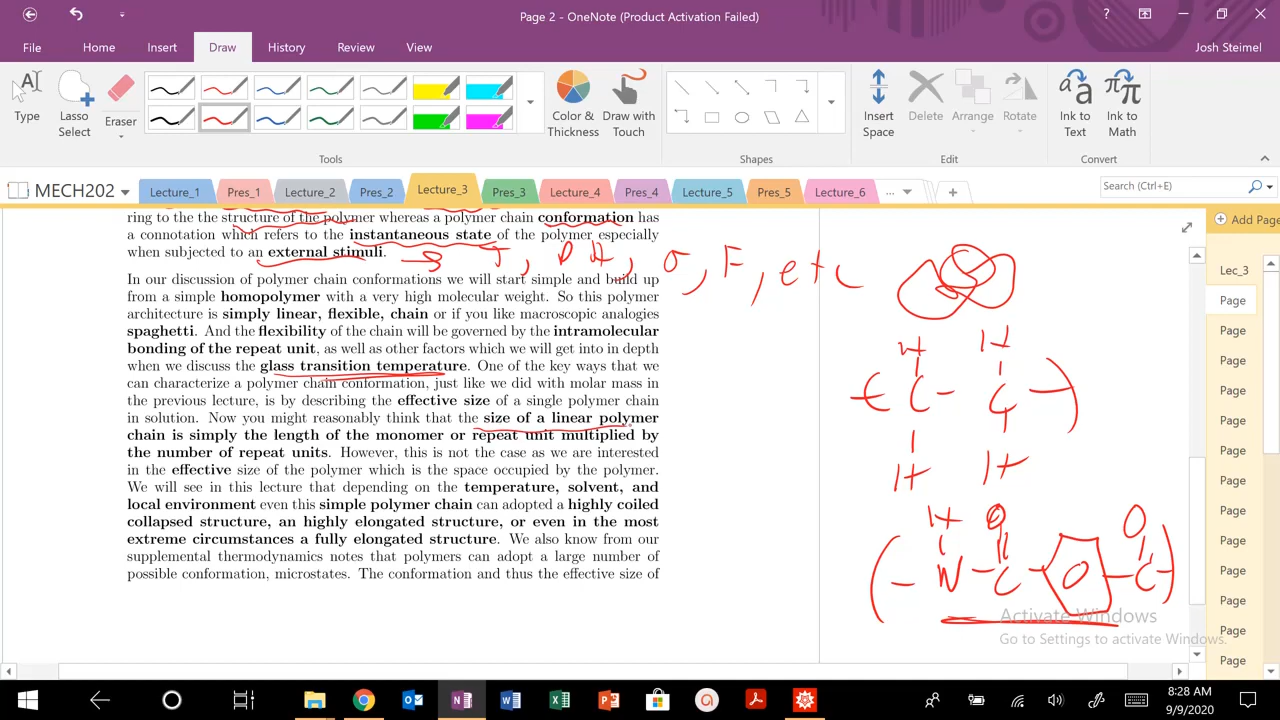 Page 2 - OneNote (Product Activation Failed)
?
File Home Insert Draw History Review View Josh Steimel
Type Lasso Select Eraser Color & Thickness Draw with Touch Insert Space Delete Arrange Rotate Ink to Text Ink to Math
Tools Shapes Edit Convert
MECH202 Lecture_1 Pres_1 Lecture_2 Pres_2 Lecture_3 Pres_3 Lecture_4 Pres_4 Lecture_5 Pres_5 Lecture_6 ... Search (Ctrl+E)
ring to the the structure of the polymer whereas a polymer chain conformation has
a connotation which refers to the instantaneous state of the polymer especially
when subjected to an external stimuli.
→ T, pH, σ, F, etc
In our discussion of polymer chain conformations we will start simple and build up
from a simple homopolymer with a very high molecular weight. So this polymer
architecture is simply linear, flexible, chain or if you like macroscopic analogies
spaghetti. And the flexibility of the chain will be governed by the intramolecular
bonding of the repeat unit, as well as other factors which we will get into in depth
when we discuss the glass transition temperature. One of the key ways that we
can characterize a polymer chain conformation, just like we did with molar mass in
the previous lecture, is by describing the effective size of a single polymer chain
in solution. Now you might reasonably think that the size of a linear polymer
chain is simply the length of the monomer or repeat unit multiplied by
the number of repeat units. However, this is not the case as we are interested
in the effective size of the polymer which is the space occupied by the polymer.
We will see in this lecture that depending on the temperature, solvent, and
local environment even this simple polymer chain can adopted a highly coiled
collapsed structure, an highly elongated structure, or even in the most
extreme circumstances a fully elongated structure. We also know from our
supplemental thermodynamics notes that polymers can adopt a large number of
possible conformation, microstates. The conformation and thus the effective size of
H H
( C - C )
H H
H O O
( - N - C - - C )
Add Page
Lec_3
Page
Page
Page
Page
Page
Page
Page
Page
Page
Page
Page
Page
Page
Activate Windows
Go to Settings to activate Windows.
8:28 AM
9/9/2020